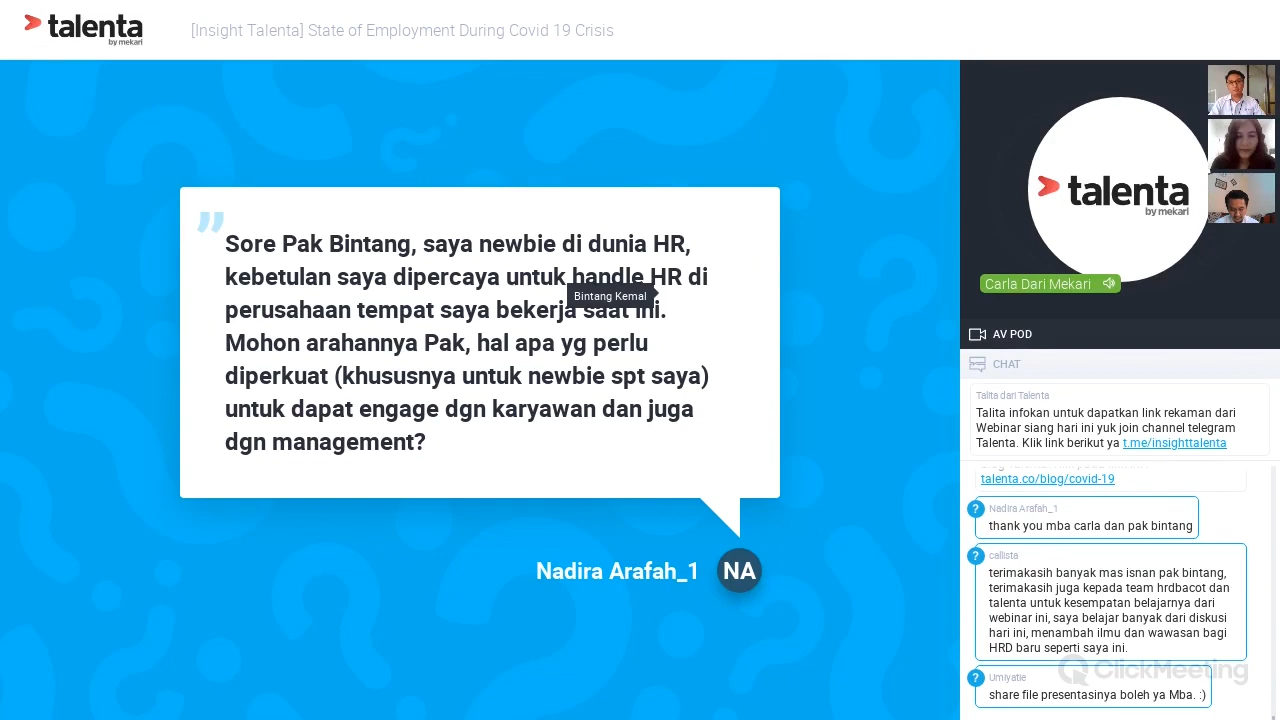 talenta
by mekari
[Insight Talenta] State of Employment During Covid 19 Crisis
”
Sore Pak Bintang, saya newbie di dunia HR,
kebetulan saya dipercaya untuk handle HR di
Bintang Kemal
perusahaan tempat saya bekerja saat ini.
Mohon arahannya Pak, hal apa yg perlu
diperkuat (khususnya untuk newbie spt saya)
untuk dapat engage dgn karyawan dan juga
dgn management?
Nadira Arafah_1
NA
talenta
by mekari
Carla Dari Mekari
AV POD
CHAT
Talita dari Talenta
Talita infokan untuk dapatkan link rekaman dari
Webinar siang hari ini yuk join channel telegram
Talenta. Klik link berikut ya t.me/insighttalenta
talenta.co/blog/covid-19
?
Nadira Arafah_1
thank you mba carla dan pak bintang
?
callista
terimakasih banyak mas isnan pak bintang,
terimakasih juga kepada team hrdbacot dan
talenta untuk kesempatan belajarnya dari
webinar ini, saya belajar banyak dari diskusi
hari ini, menambah ilmu dan wawasan bagi
HRD baru seperti saya ini.
ClickMeeting
?
Umiyatie
share file presentasinya boleh ya Mba. :)